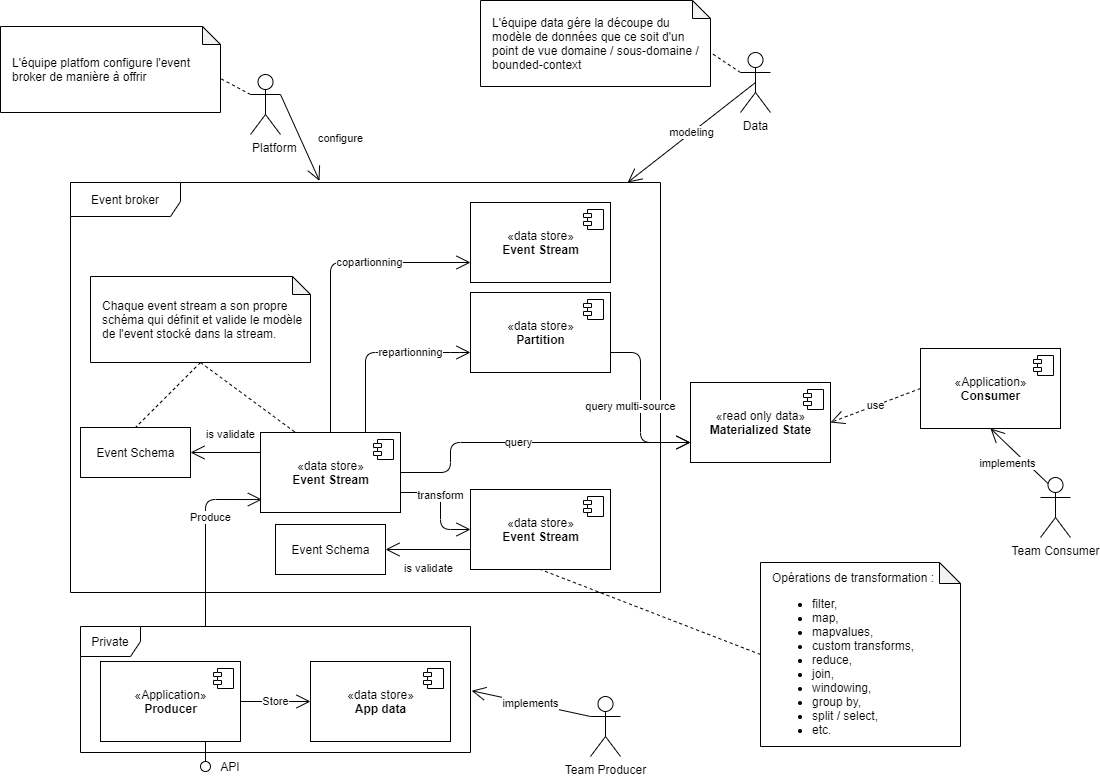 L'équipe data gére la découpe du
modèle de données que ce soit d'un
point de vue domaine / sous-domaine /
bounded-context
L'équipe platfom configure l'event
broker de manière à offrir
Platform
configure
Data
modeling
Event broker
«data store»
Event Stream
copartionning
Chaque event stream a son propre
schéma qui définit et valide le modèle
de l'event stocké dans la stream.
«data store»
Partition
repartionning
query multi-source
«read only data»
Materialized State
use
«Application»
Consumer
implements
Team Consumer
Event Schema
is validate
«data store»
Event Stream
query
transform
Produce
«data store»
Event Stream
Event Schema
is validate
Opérations de transformation :
• filter,
• map,
• mapvalues,
• custom transforms,
• reduce,
• join,
• windowing,
• group by,
• split / select,
• etc.
Private
«Application»
Producer
Store
«data store»
App data
implements
Team Producer
API